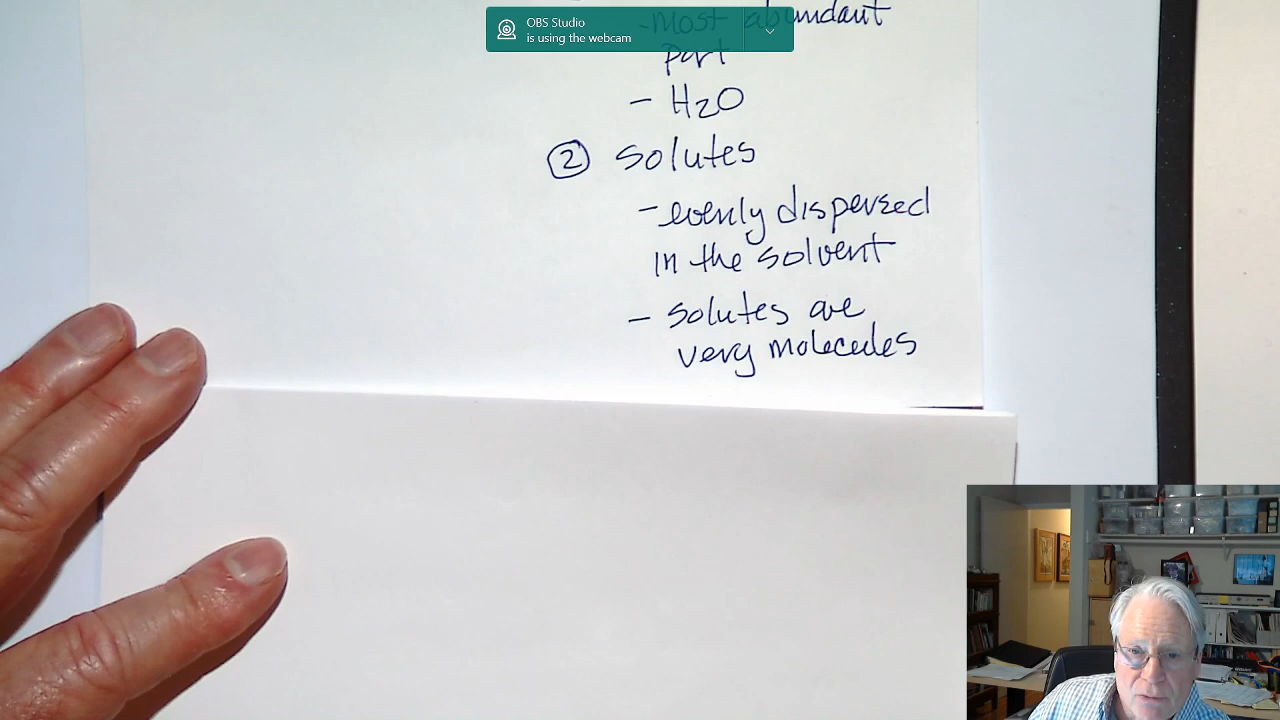 - most abundant
OBS Studio
is using the webcam
part
- H2O
② solutes
- evenly dispersed
in the solvent
- solutes are
very molecules